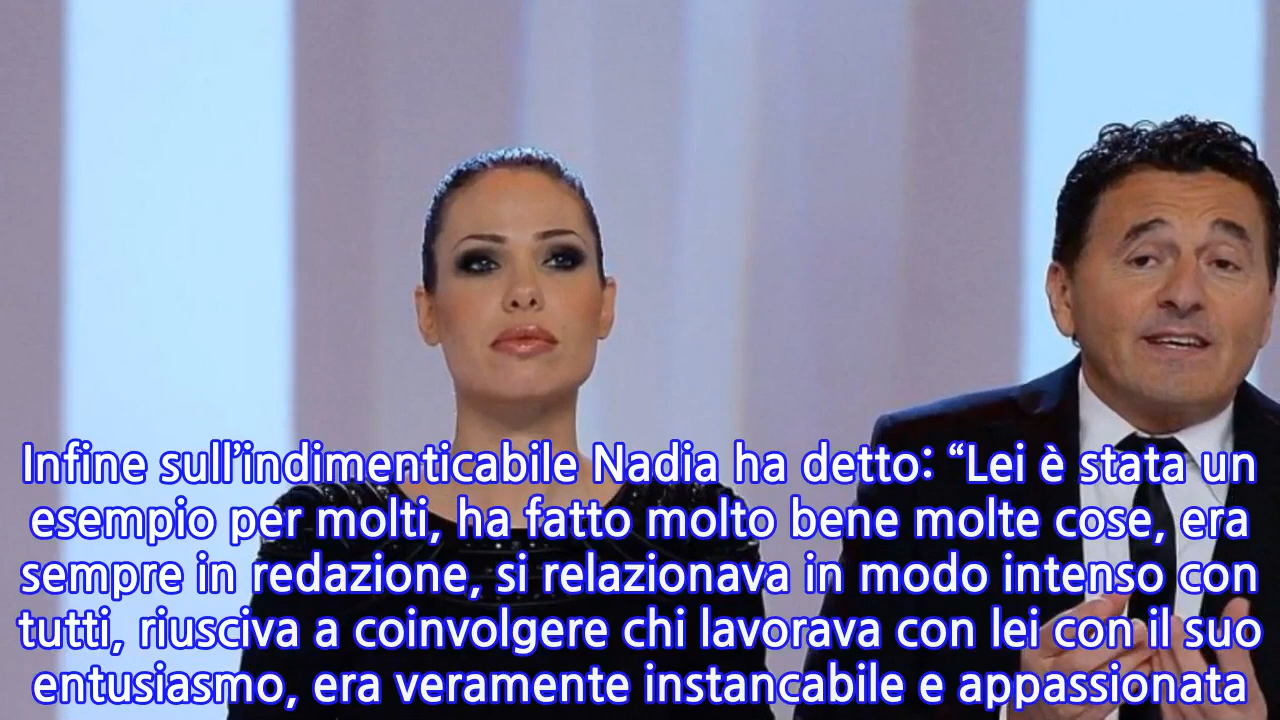 Infine sull’indimenticabile Nadia ha detto: “Lei è stata un
esempio per molti, ha fatto molto bene molte cose, era
sempre in redazione, si relazionava in modo intenso con
tutti, riusciva a coinvolgere chi lavorava con lei con il suo
entusiasmo, era veramente instancabile e appassionata